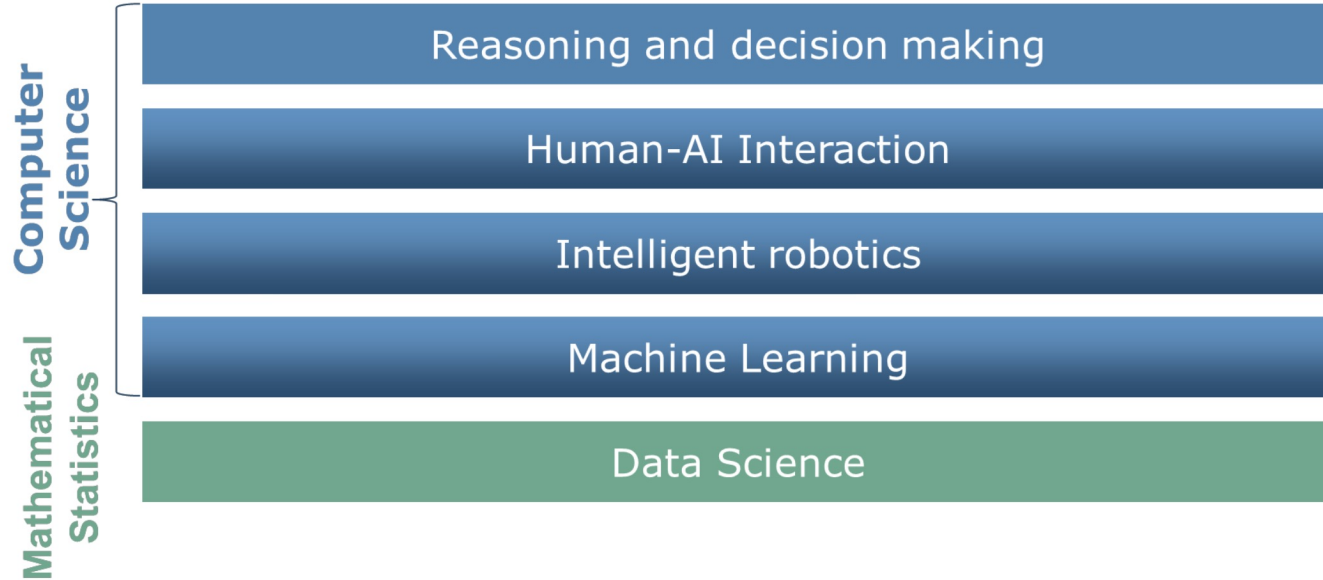 Computer
Science
Reasoning and decision making
Human-AI Interaction
Intelligent robotics
Machine Learning
Mathematical
Statistics
Data Science